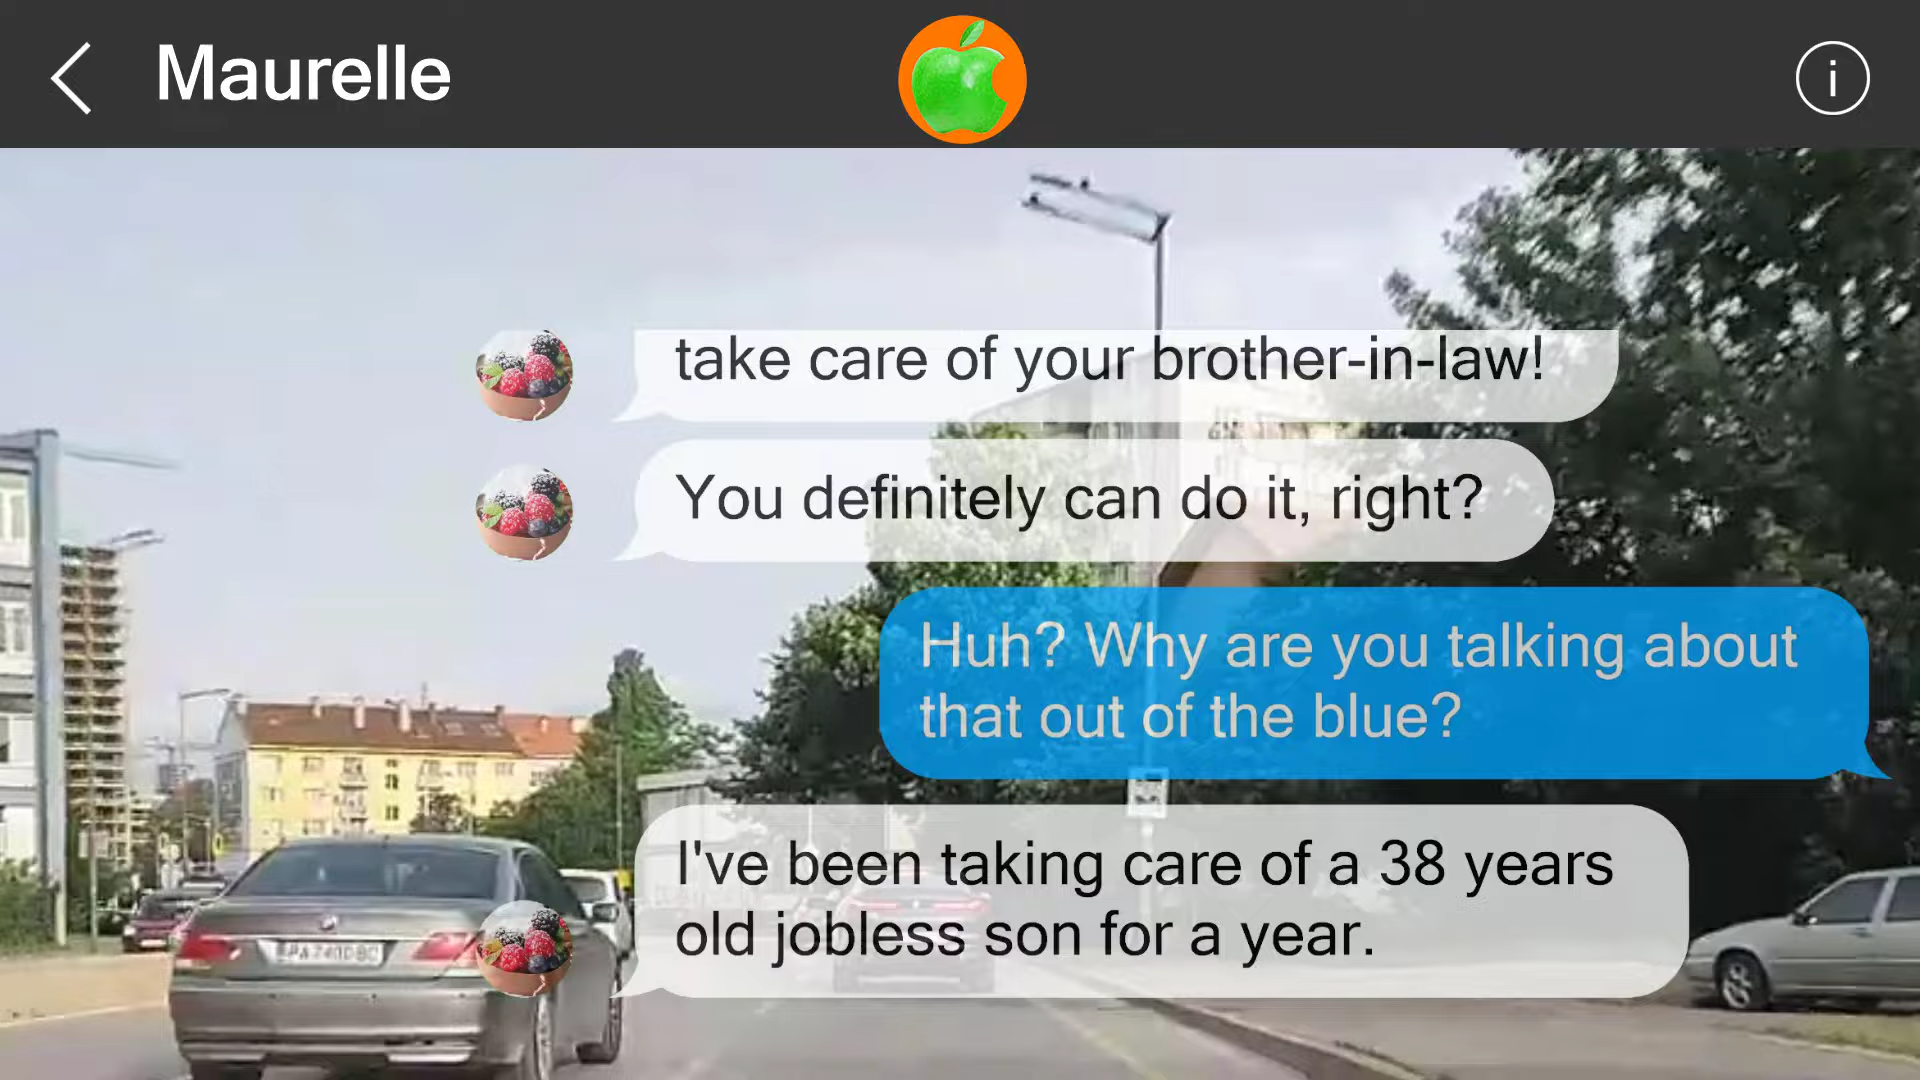 Maurelle
take care of your brother-in-law!
You definitely can do it, right?
Huh? Why are you talking about
that out of the blue?
I've been taking care of a 38 years
old jobless son for a year.